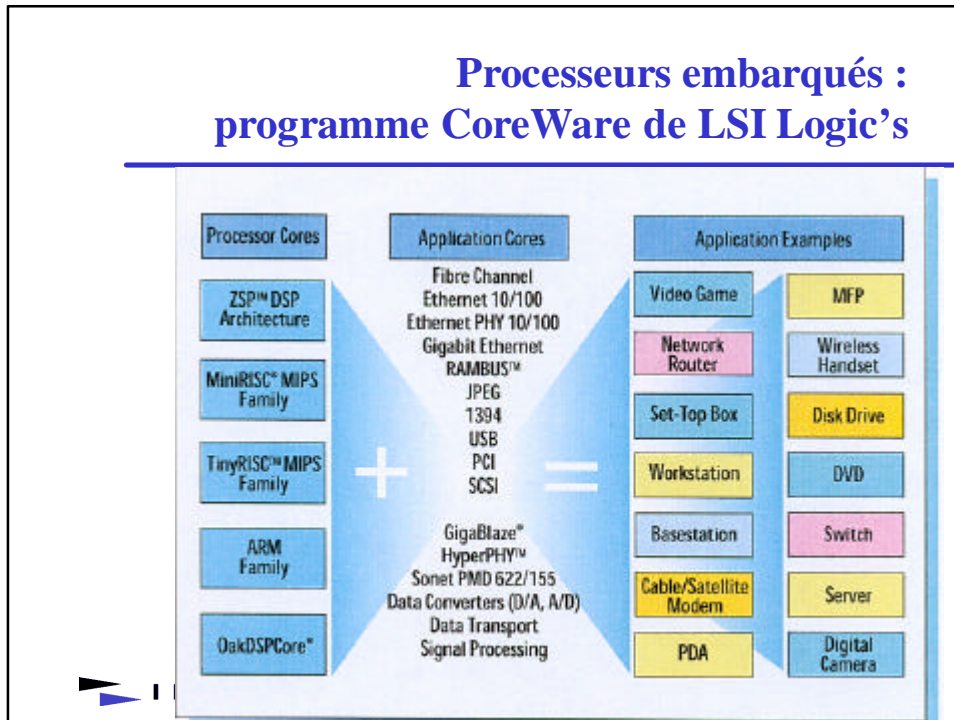 Processeurs embarqués :
programme CoreWare de LSI Logic's
Processor Cores
ZSP™ DSP
Architecture
MiniRISC® MIPS
Family
TinyRISC™ MIPS
Family
ARM
Family
OakDSPCore®
+
Application Cores
Fibre Channel
Ethernet 10/100
Ethernet PHY 10/100
Gigabit Ethernet
RAMBUS™
JPEG
1394
USB
PCI
SCSI
GigaBlaze®
HyperPHY™
Sonet PMD 622/155
Data Converters (D/A, A/D)
Data Transport
Signal Processing
=
Application Examples
Video Game
Network
Router
Set-Top Box
Workstation
Basestation
Cable/Satellite
Modem
PDA
MFP
Wireless
Handset
Disk Drive
DVD
Switch
Server
Digital
Camera